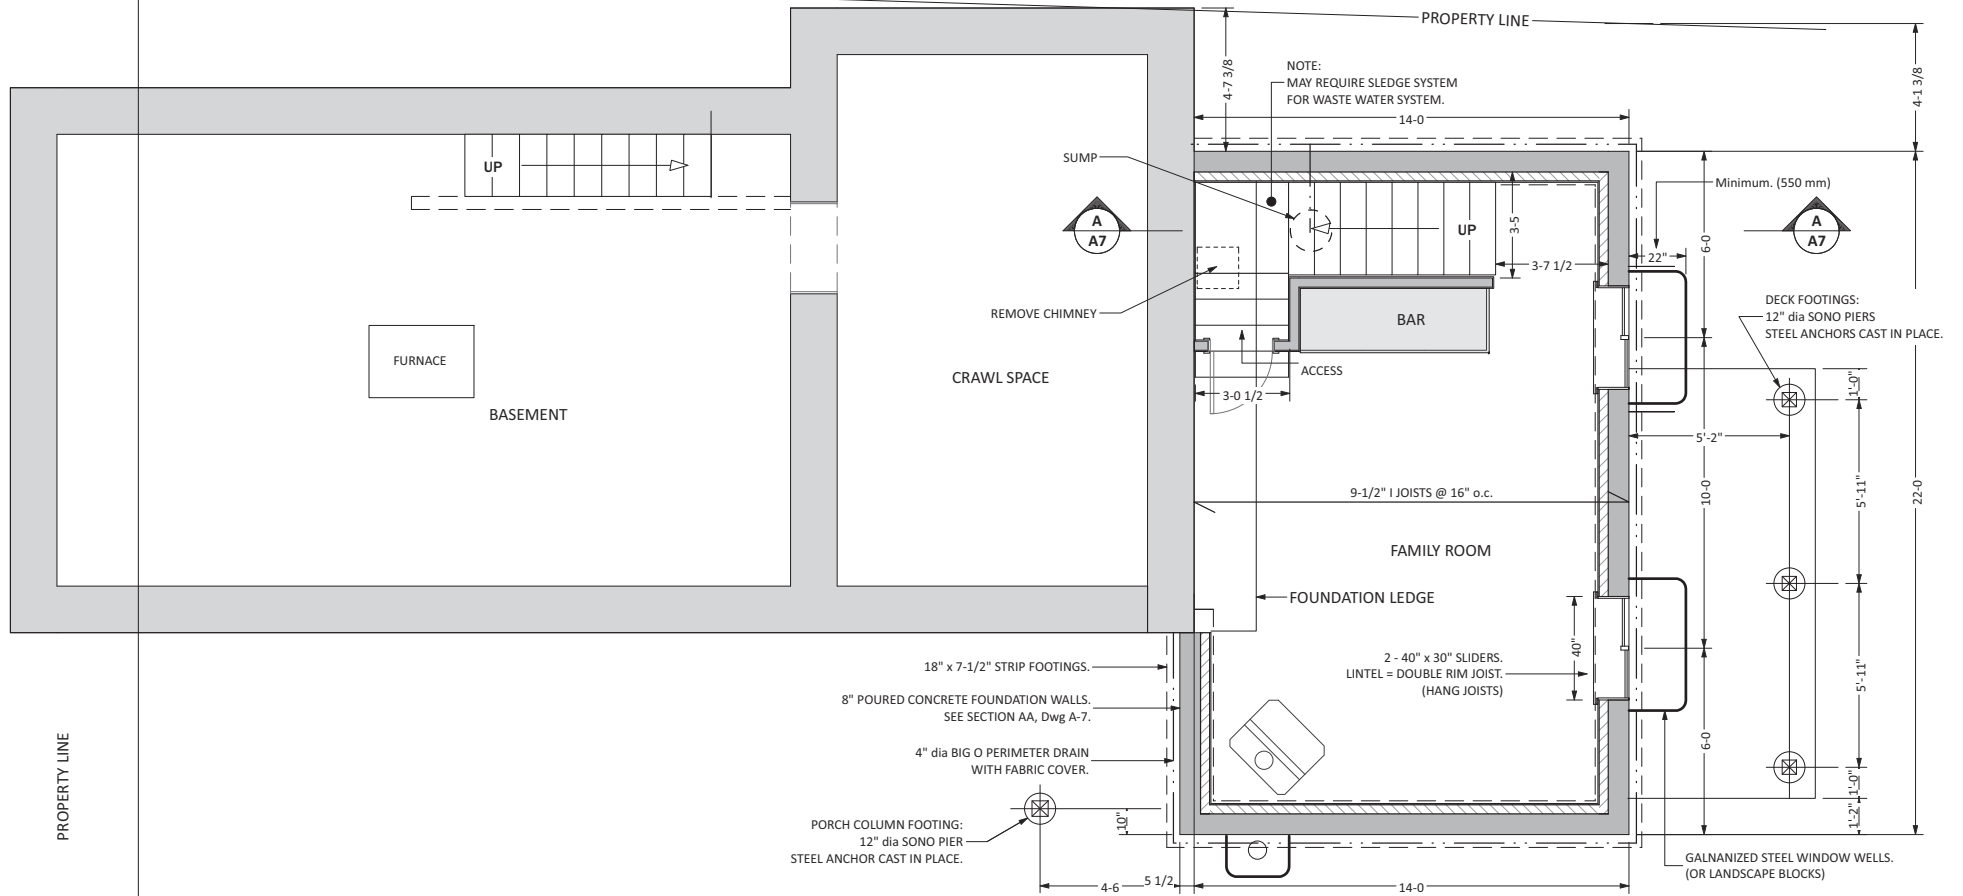 PROPERTY LINE
4-7 3/8
4-1 3/8
NOTE:
MAY REQUIRE SLEDGE SYSTEM
FOR WASTE WATER SYSTEM.
14-0
SUMP
UP
Minimum. (550 mm)
A
A7
UP
3-5
6-0
A
A7
3-7 1/2
22"
REMOVE CHIMNEY
BAR
DECK FOOTINGS:
12" dia SONO PIERS
STEEL ANCHORS CAST IN PLACE.
FURNACE
CRAWL SPACE
ACCESS
1'-0"
BASEMENT
3-0 1/2
5'-2"
9-1/2" I JOISTS @ 16" o.c.
10-0
5'-11"
22-0
FAMILY ROOM
FOUNDATION LEDGE
40"
18" x 7-1/2" STRIP FOOTINGS.
2 - 40" x 30" SLIDERS.
LINTEL = DOUBLE RIM JOIST.
(HANG JOISTS)
5'-11"
8" POURED CONCRETE FOUNDATION WALLS.
SEE SECTION AA, Dwg A-7.
6-0
4" dia BIG O PERIMETER DRAIN
WITH FABRIC COVER.
PROPERTY LINE
1'-0"
1'-2"
10"
PORCH COLUMN FOOTING:
12" dia SONO PIER
STEEL ANCHOR CAST IN PLACE.
GALNANIZED STEEL WINDOW WELLS.
(OR LANDSCAPE BLOCKS)
4-6
5 1/2
14-0